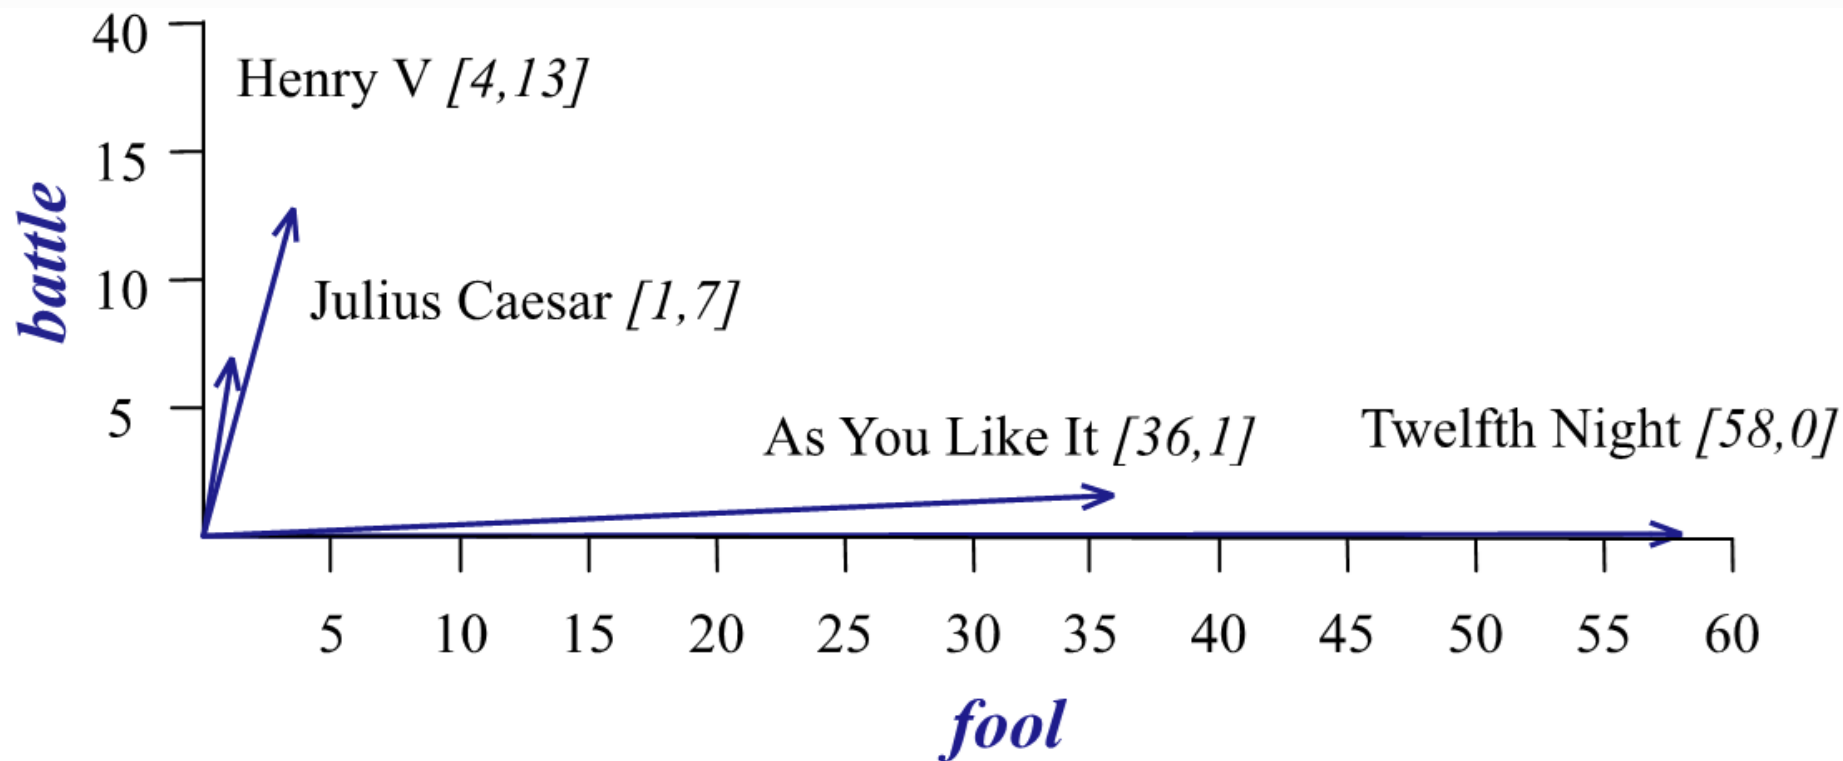 40
Henry V [4,13]
15
battle
10
Julius Caesar [1,7]
5
As You Like It [36,1]
Twelfth Night [58,0]
5 10 15 20 25 30 35 40 45 50 55 60
fool